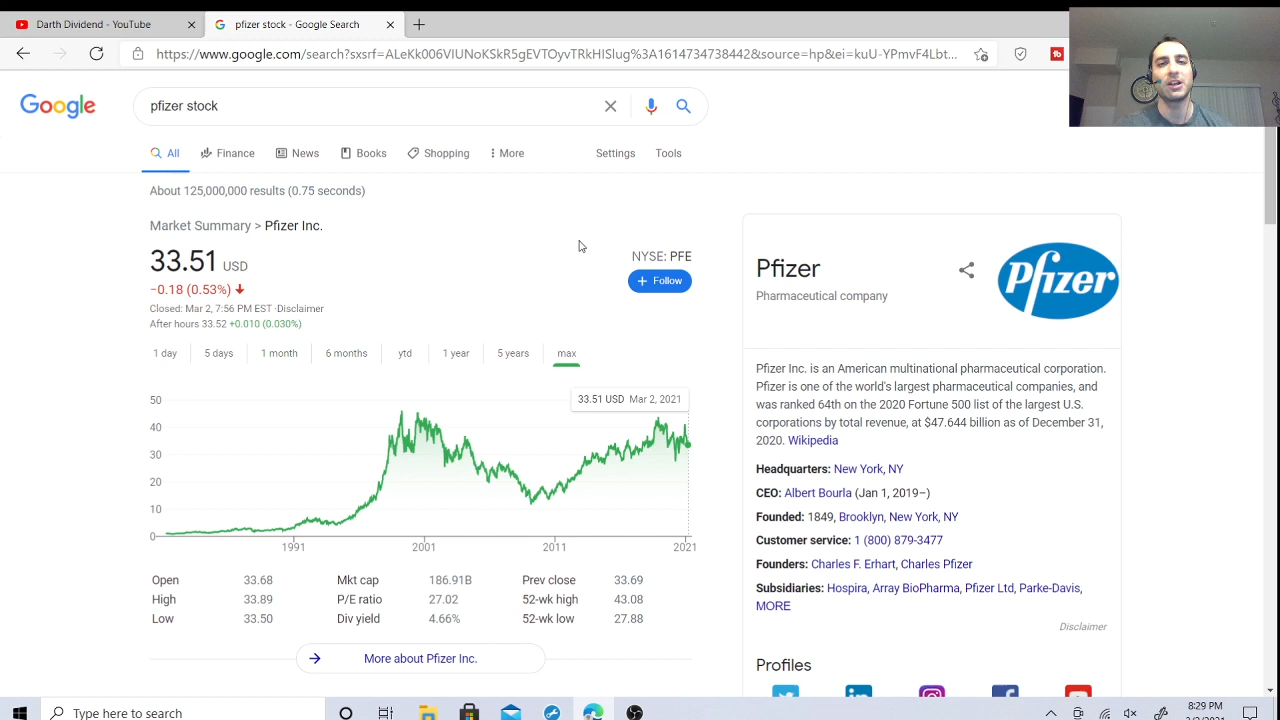 Darth Dividend - YouTube
pfizer stock - Google Search
https://www.google.com/search?sxsrf=ALeKk006VIUNoKSkR5gEVTOyvTRkHISlug%3A1614734738442&source=hp&ei=kuU-YPmvF4Lbt...
Google
pfizer stock
All Finance News Books Shopping More Settings Tools
About 125,000,000 results (0.75 seconds)
Market Summary > Pfizer Inc.
33.51 USD
−0.18 (0.53%)
Closed: Mar 2, 7:56 PM EST ·Disclaimer
After hours 33.52 +0.010 (0.030%)
NYSE: PFE
+ Follow
1 day 5 days 1 month 6 months ytd 1 year 5 years max
33.51 USD Mar 2, 2021
50
40
30
20
10
0
1991 2001 2011 2021
Open 33.68 Mkt cap 186.91B Prev close 33.69
High 33.89 P/E ratio 27.02 52-wk high 43.08
Low 33.50 Div yield 4.66% 52-wk low 27.88
More about Pfizer Inc.
Pfizer
Pharmaceutical company
Pfizer
Pfizer Inc. is an American multinational pharmaceutical corporation.
Pfizer is one of the world's largest pharmaceutical companies, and
was ranked 64th on the 2020 Fortune 500 list of the largest U.S.
corporations by total revenue, at $47.644 billion as of December 31,
2020. Wikipedia
Headquarters: New York, NY
CEO: Albert Bourla (Jan 1, 2019–)
Founded: 1849, Brooklyn, New York, NY
Customer service: 1 (800) 879-3477
Founders: Charles F. Erhart, Charles Pfizer
Subsidiaries: Hospira, Array BioPharma, Pfizer Ltd, Parke-Davis,
MORE
Disclaimer
Profiles
Type here to search
8:29 PM